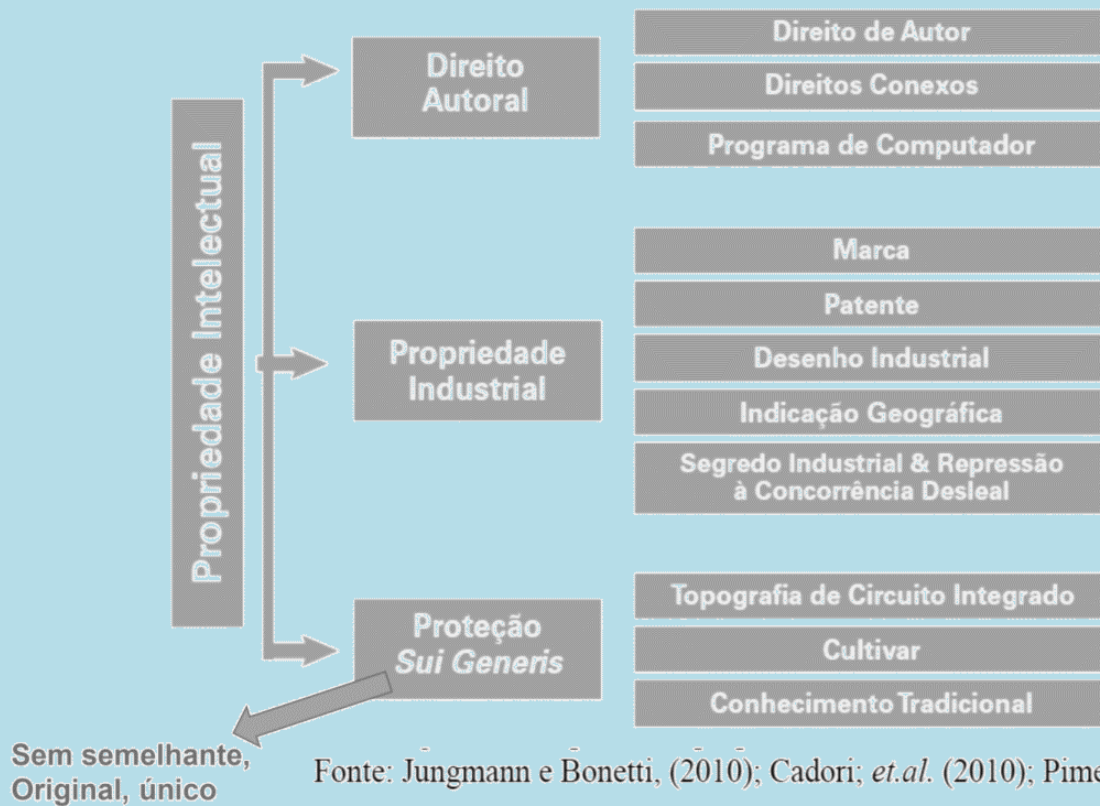 Propriedade Intelectual
Direito
Autoral
Direito de Autor
Direitos Conexos
Programa de Computador
Propriedade
Industrial
Marca
Patente
Desenho Industrial
Indicação Geográfica
Segredo Industrial & Repressão
à Concorrência Desleal
Proteção
Sui Generis
Topografia de Circuito Integrado
Cultivar
Conhecimento Tradicional
Sem semelhante,
Original, único
Fonte: Jungmann e Bonetti, (2010); Cadori; et.al. (2010); Pime